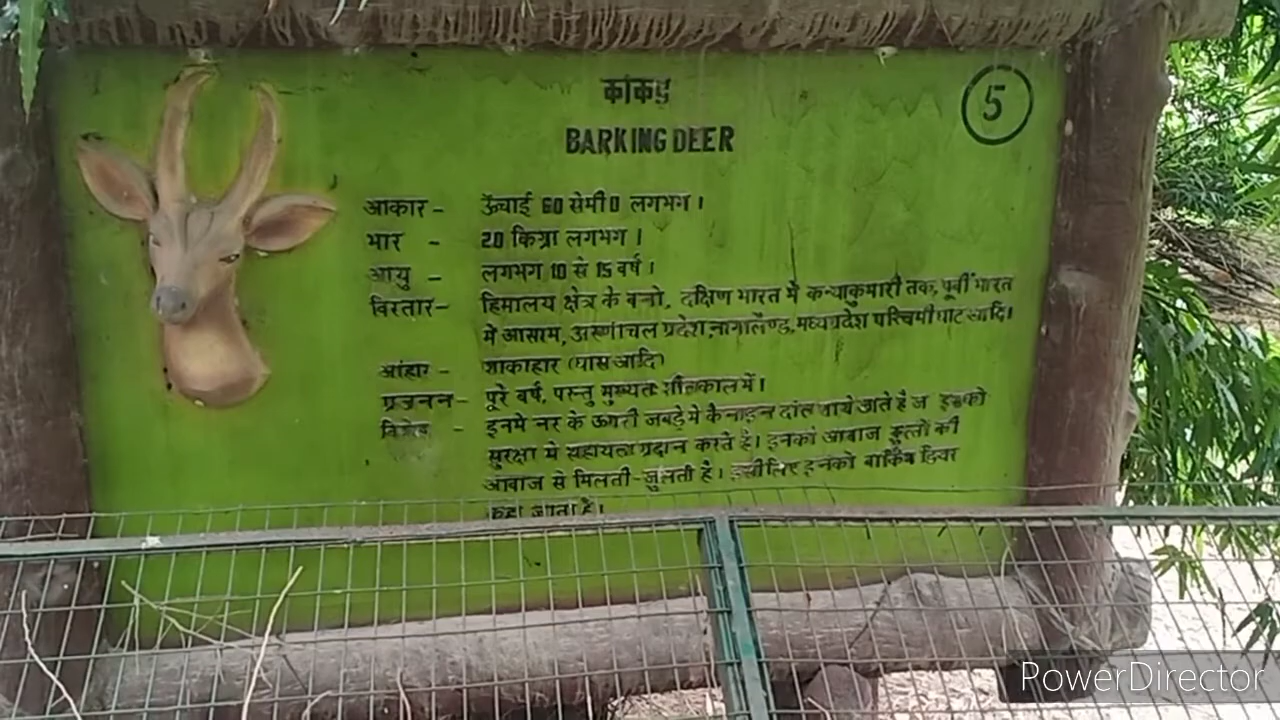 कांकड़
5
BARKING DEER
आकार - ऊँचाई 60 सेमी0 लगभग ।
भार - 20 किग्रा लगभग ।
आयु - लगभग 10 से 15 वर्ष ।
विस्तार- हिमालय क्षेत्र के वनो, दक्षिण भारत में कन्याकुमारी तक, पूर्वी भारत
में आसाम, अरुणाचल प्रदेश, नागालैण्ड, मध्यप्रदेश पश्चिमी घाट आदि।
आहार - शाकाहार (घास आदि)
प्रजनन- पूरे वर्ष, परन्तु मुख्यतः शीतकाल में ।
विशेष - इनमे नर के ऊपरी जबड़े मे कैनाइन दांत पाये जाते है जो इसकी
सुरक्षा मे सहायता प्रदान करते है। इनकी आवाज कुत्तों की
आवाज से मिलती-जुलती है। इसीलिए इनको बार्किंग डियर
कहा जाता है।
PowerDirector